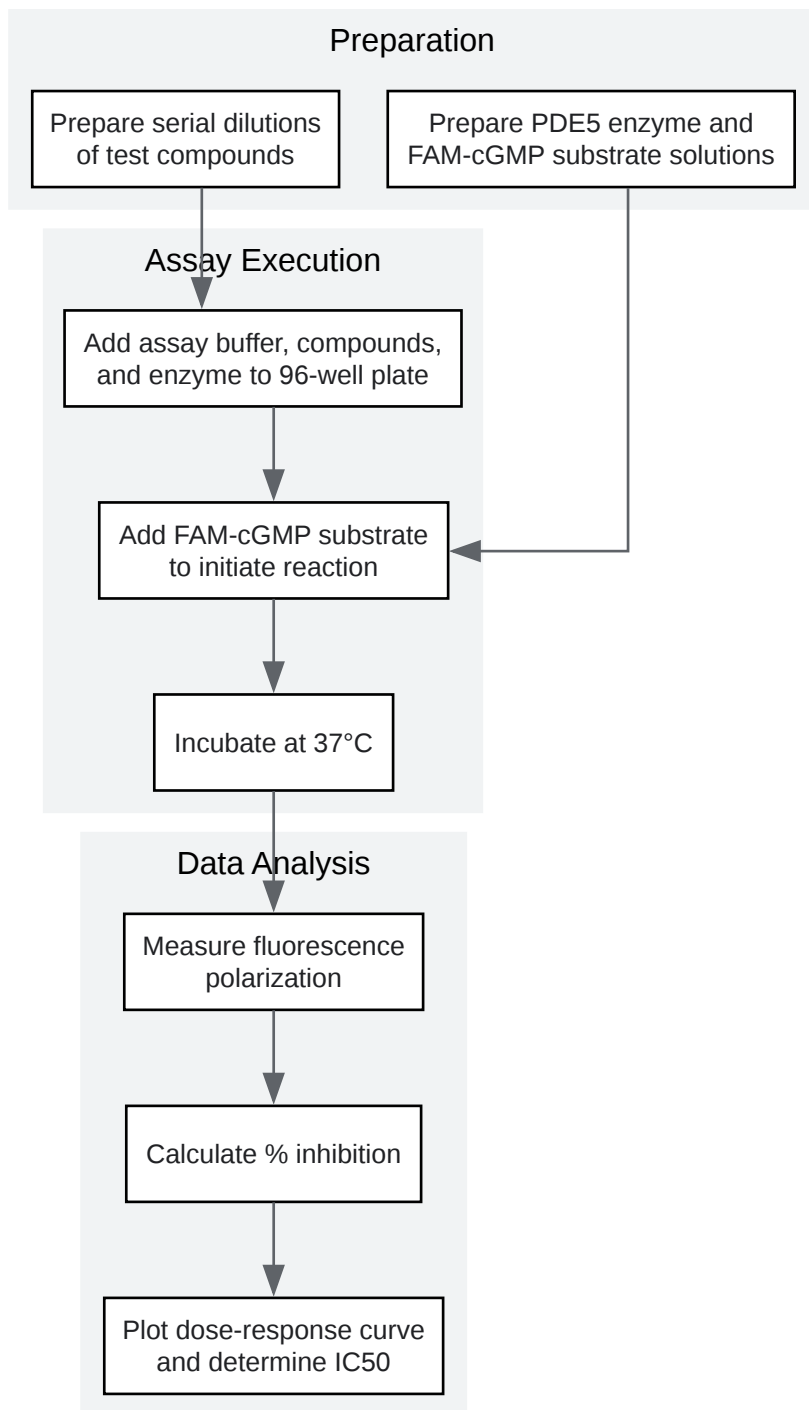 Preparation
Prepare serial dilutions
of test compounds
Prepare PDE5 enzyme and
FAM-cGMP substrate solutions
Assay Execution
Add assay buffer, compounds,
and enzyme to 96-well plate
Add FAM-cGMP substrate
to initiate reaction
Incubate at 37°C
Data Analysis
Measure fluorescence
polarization
Calculate % inhibition
Plot dose-response curve
and determine IC50